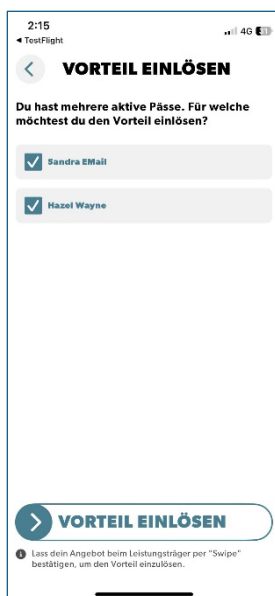 2:15
4G 31
◄ TestFlight
VORTEIL EINLÖSEN
Du hast mehrere aktive Pässe. Für welche
möchtest du den Vorteil einlösen?
Sandra EMail
Hazel Wayne
VORTEIL EINLÖSEN
Lass dein Angebot beim Leistungsträger per "Swipe"
bestätigen, um den Vorteil einzulösen.